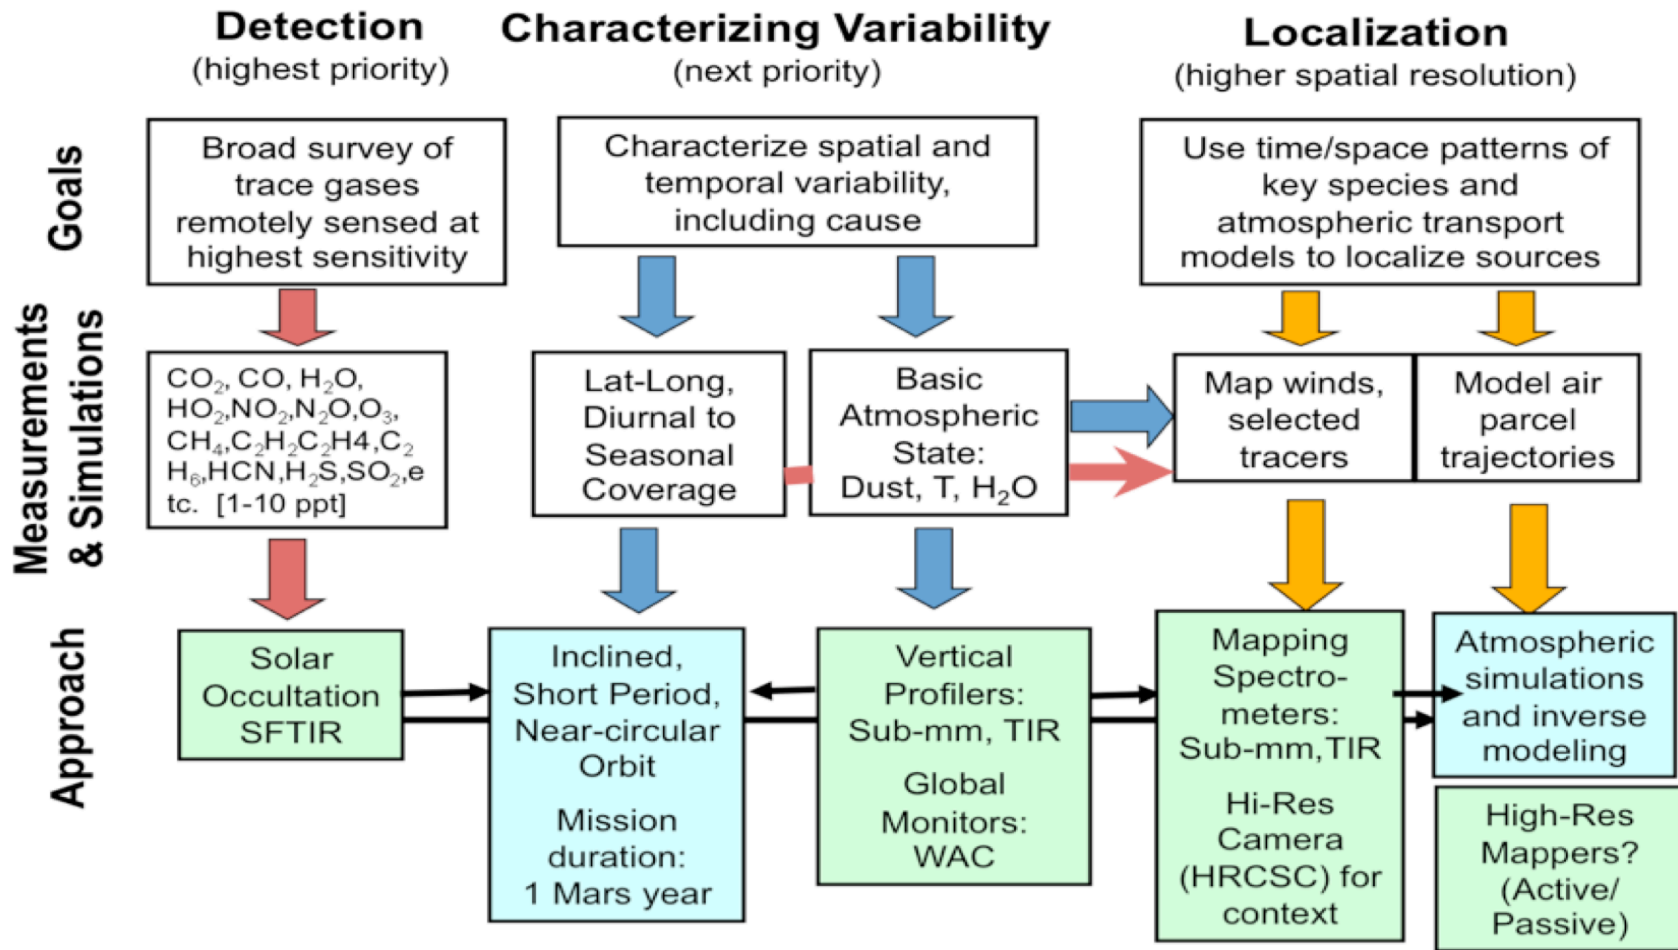 Detection
(highest priority)
Characterizing Variability
(next priority)
Localization
(higher spatial resolution)
Goals
Broad survey of
trace gases
remotely sensed at
highest sensitivity
Characterize spatial and
temporal variability,
including cause
Use time/space patterns of
key species and
atmospheric transport
models to localize sources
Measurements
& Simulations
CO₂, CO, H₂O,
HO₂,NO₂,N₂O,O₃,
CH₄,C₂H₂C₂H4,C₂
H₆,HCN,H₂S,SO₂,e
tc. [1-10 ppt]
Lat-Long,
Diurnal to
Seasonal
Coverage
Basic
Atmospheric
State:
Dust, T, H₂O
Map winds,
selected
tracers
Model air
parcel
trajectories
Approach
Solar
Occultation
SFTIR
Inclined,
Short Period,
Near-circular
Orbit
Mission
duration:
1 Mars year
Vertical
Profilers:
Sub-mm, TIR
Global
Monitors:
WAC
Mapping
Spectro-
meters:
Sub-mm,TIR
Hi-Res
Camera
(HRCSC) for
context
Atmospheric
simulations
and inverse
modeling
High-Res
Mappers?
(Active/
Passive)